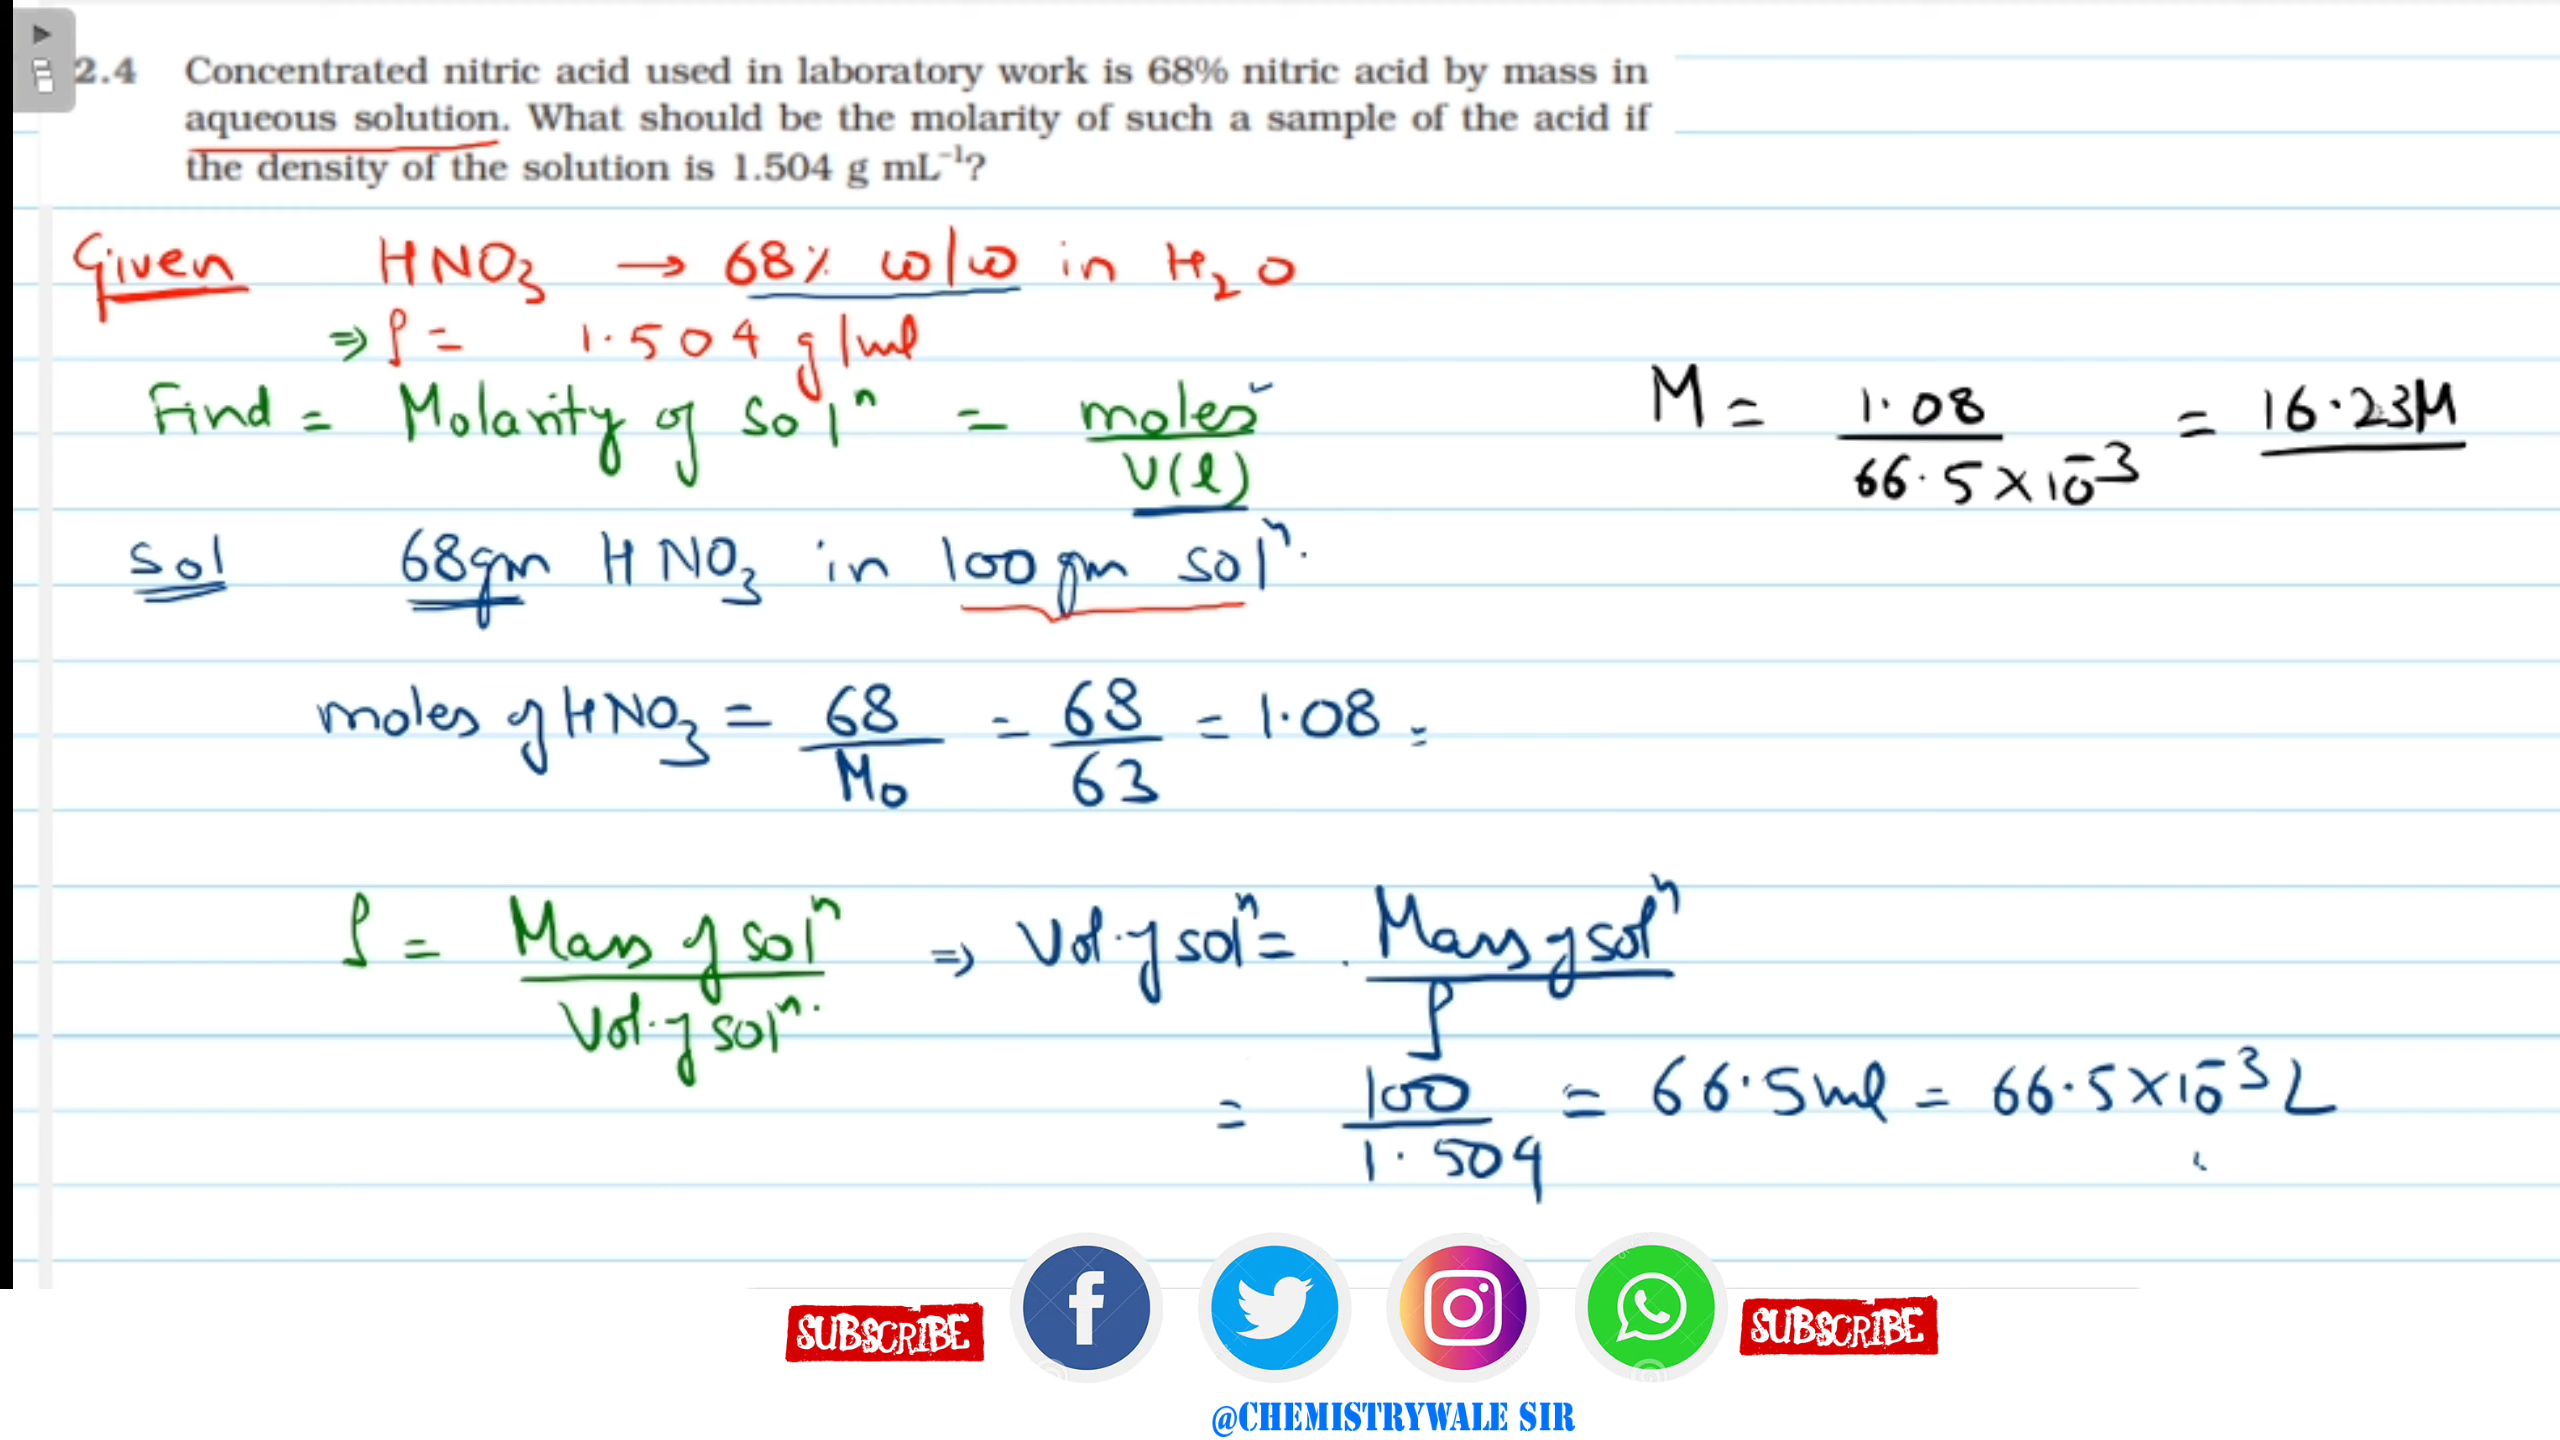 2.4 Concentrated nitric acid used in laboratory work is 68% nitric acid by mass in
aqueous solution. What should be the molarity of such a sample of the acid if
the density of the solution is 1.504 g mL⁻¹?
Given HNO₃ → 68% w/w in H₂O
⇒ ρ = 1.504 g/ml
Find = Molarity of solⁿ = moles / V(l)
M = 1.08 / 66.5×10⁻³ = 16.23M
Sol 68gm HNO₃ in 100 gm solⁿ.
moles of HNO₃ = 68 / M₀ = 68 / 63 = 1.08 =
ρ = Mass of solⁿ / Vol. of solⁿ. ⇒ Vol. of solⁿ = Mass of solⁿ / ρ
= 100 / 1.504 = 66.5 ml = 66.5×10⁻³ L
SUBSCRIBE SUBSCRIBE
@CHEMISTRYWALE SIR